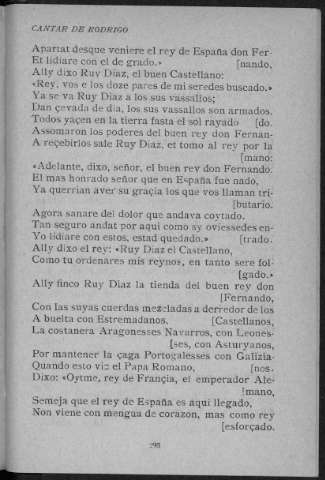 CANTAR DE RODRIGO
Apartat desque veniere el rey de España don Fer-
Et lidiare con el de grado.» [nando,
Ally dixo Ruy Diaz, el buen Castellano:
«Rey, vos e los doze pares de mi seredes buscado.»
Ya se va Ruy Diaz a los sus vassallos;
Dan çevada de dia, los sus vassallos son armados.
Todos yaçen en la tierra fasta el sol rayado [do.
Assomaron los poderes del buen rey don Fernan-
A reçebirlos sale Ruy Diaz, et tomo al rey por la
[mano:
«Adelante, dixo, señor, el buen rey don Fernando.
El mas honrado señor que en España fue nado,
Ya querrian aver su graçia los que vos llaman tri-
[butario.
Agora sanare del dolor que andava coytado.
Tan seguro andat por aqui como sy oviessedes en-
Yo lidiare con estos, estad quedado.» [trado.
Ally dixo el rey: «Ruy Diaz el Castellano,
Como tu ordenares mis reynos, en tanto sere fol-
[gado.»
Ally finco Ruy Diaz la tienda del buen rey don
[Fernando,
Con las suyas cuerdas mezcladas a derredor de los
A buelta con Estremadanos. [Castellanos,
La costanera Aragonesses Navarros, con Leones-
[ses, con Asturyanos,
Por mantener la çaga Portogalesses con Galizia-
Quando esto vio el Papa Romano, [nos.
Dixo: «Oytme, rey de Françia, et emperador Ale-
[mano,
Semeja que el rey de España es aqui llegado,
Non viene con mengua de corazon, mas como rey
[esforçado.